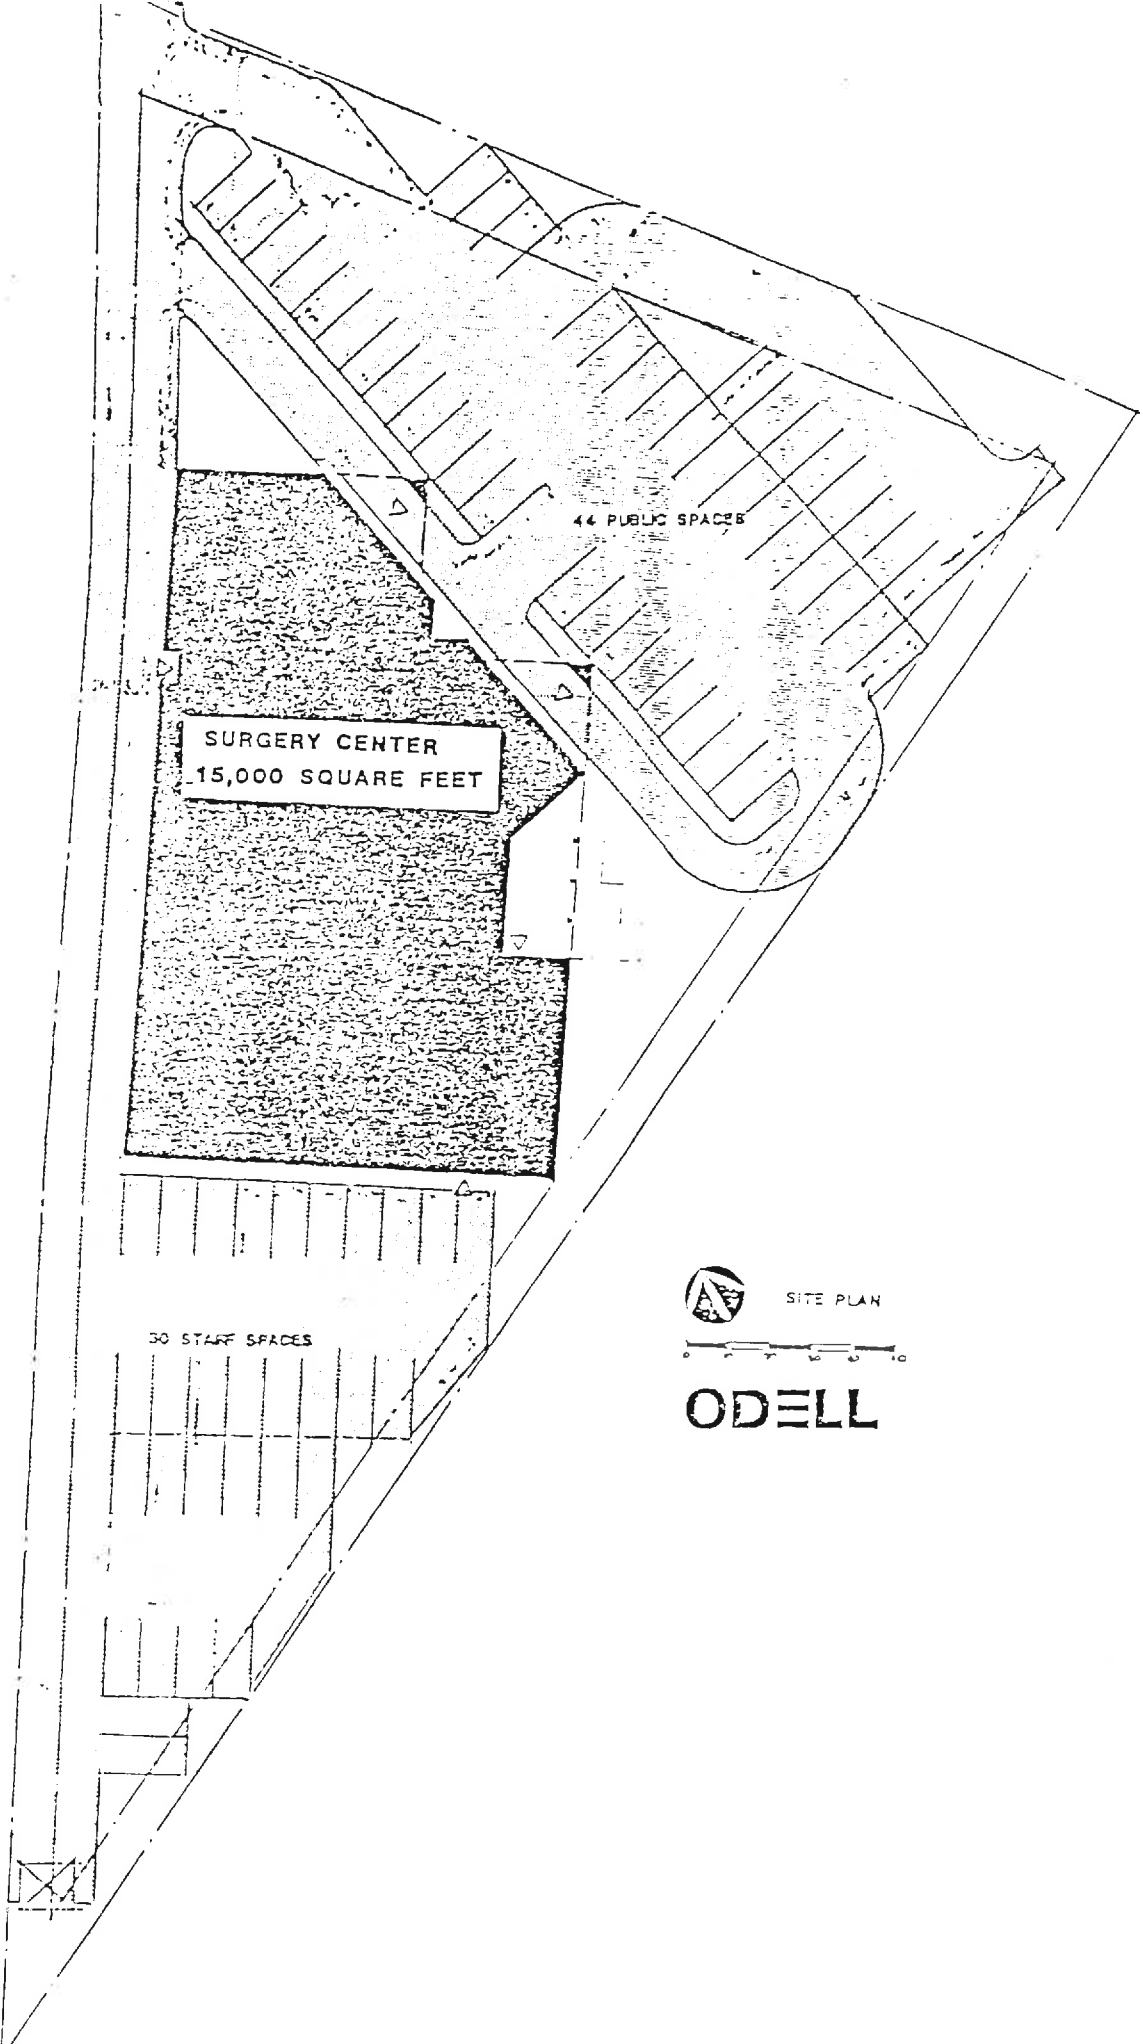 44 PUBLIC SPACES
SURGERY CENTER
15,000 SQUARE FEET
30 STAFF SPACES
SITE PLAN
ODELL